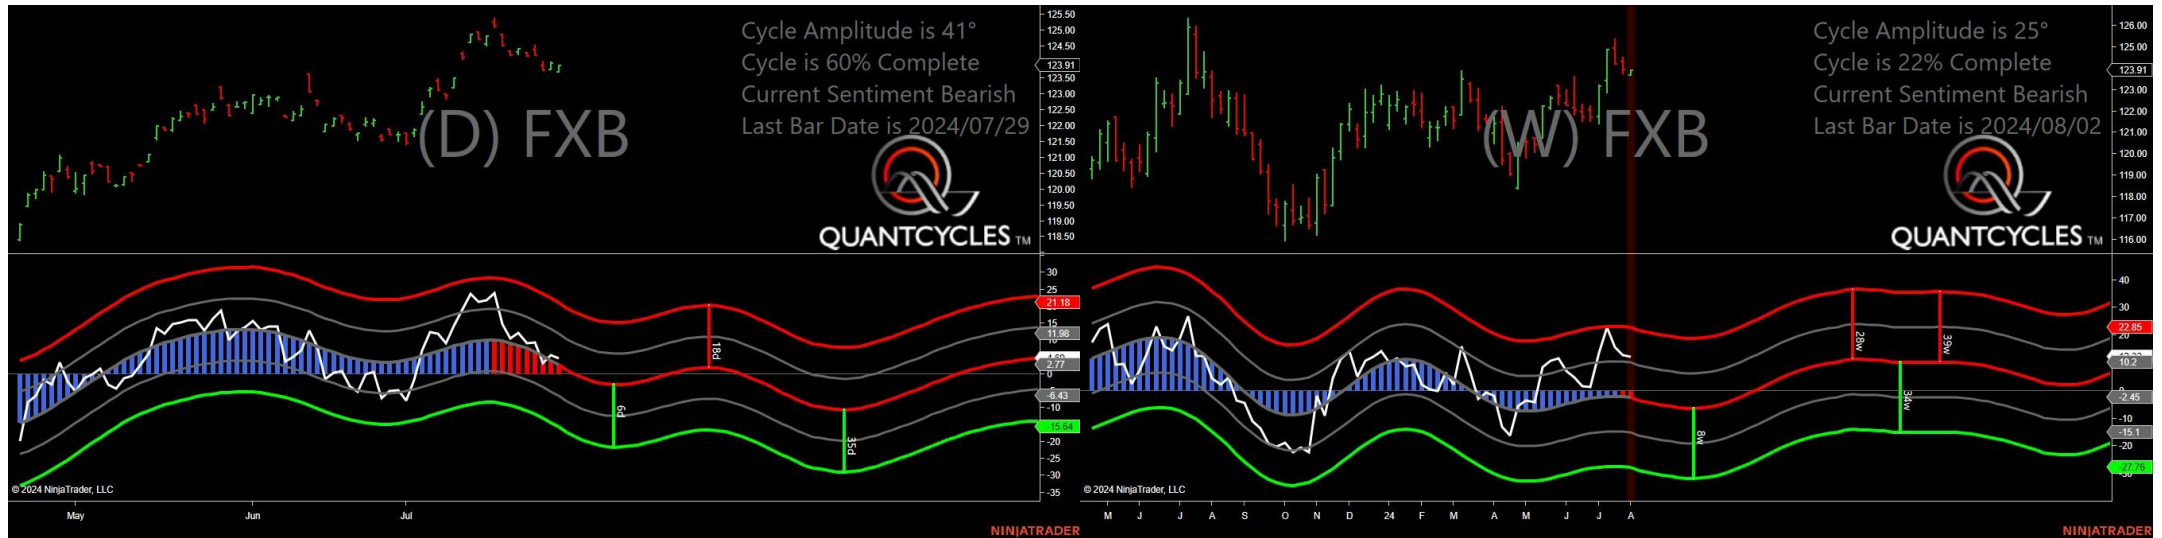 Cycle Amplitude is 41°
Cycle is 60% Complete
Current Sentiment Bearish
Last Bar Date is 2024/07/29
(D) FXB
QUANTCYCLES TM
125.50
125.00
124.50
123.91
123.50
123.00
122.50
122.00
121.50
121.00
120.50
120.00
119.50
119.00
118.50
30
25
21.18
15
11.98
10
2.77
0
-6.43
-10
-15.64
-20
-25
-30
-35
18d
6d
35d
© 2024 NinjaTrader, LLC
May
Jun
Jul
NINJATRADER
Cycle Amplitude is 25°
Cycle is 22% Complete
Current Sentiment Bearish
Last Bar Date is 2024/08/02
(W) FXB
QUANTCYCLES TM
126.00
125.00
123.91
123.00
122.00
121.00
120.00
119.00
118.00
117.00
116.00
40
30
22.85
10.2
-2.45
-10
-15.1
-20
-27.76
28w
39w
34w
8w
© 2024 NinjaTrader, LLC
M
J
J
A
S
O
N
D
24
F
M
A
M
J
J
A
NINJATRADER